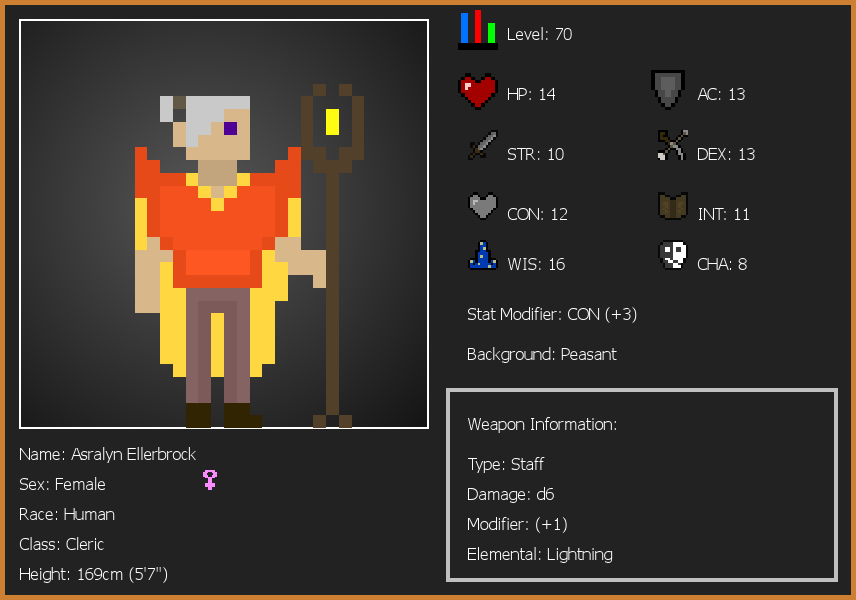 Level: 70
HP: 14
AC: 13
STR: 10
DEX: 13
CON: 12
INT: 11
WIS: 16
CHA: 8
Stat Modifier: CON (+3)
Background: Peasant
Weapon Information:
Type: Staff
Damage: d6
Modifier: (+1)
Elemental: Lightning
Name: Asralyn Ellerbrock
Sex: Female
Race: Human
Class: Cleric
Height: 169cm (5'7")